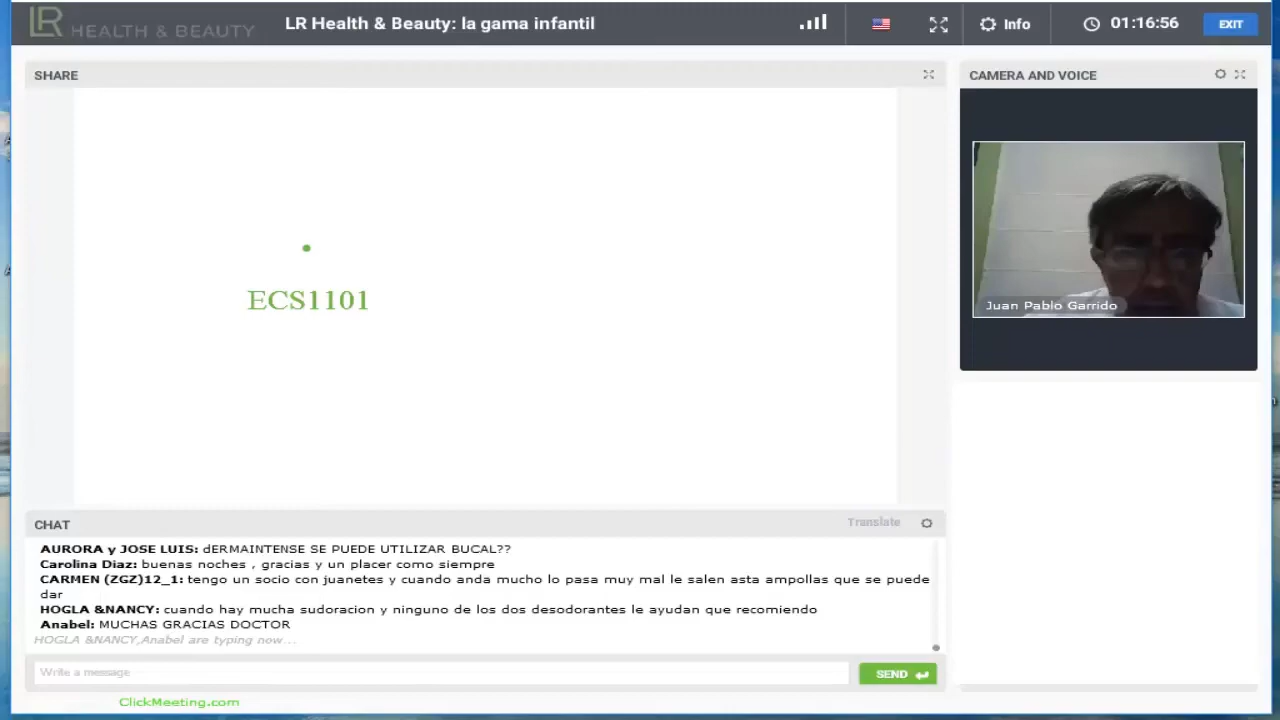 LR HEALTH & BEAUTY
LR Health & Beauty: la gama infantil
Info
01:16:56
EXIT
SHARE
CAMERA AND VOICE
ECS1101
Juan Pablo Garrido
CHAT
Translate
AURORA y JOSE LUIS: dERMAINTENSE SE PUEDE UTILIZAR BUCAL??
Carolina Diaz: buenas noches , gracias y un placer como siempre
CARMEN (ZGZ)12_1: tengo un socio con juanetes y cuando anda mucho lo pasa muy mal le salen asta ampollas que se puede
dar
HOGLA &NANCY: cuando hay mucha sudoracion y ninguno de los dos desodorantes le ayudan que recomiendo
Anabel: MUCHAS GRACIAS DOCTOR
HOGLA &NANCY,Anabel are typing now...
Write a message
SEND
ClickMeeting.com